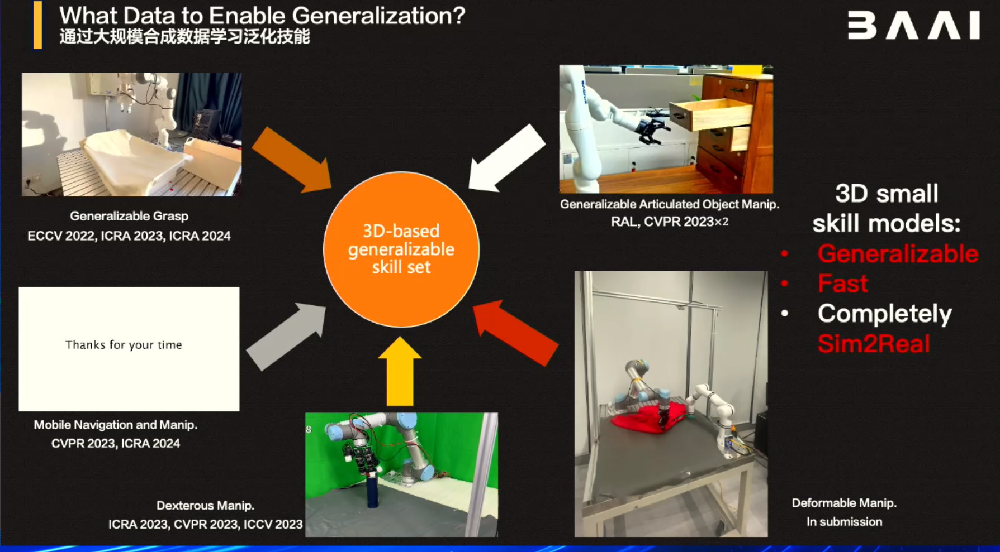 What Data to Enable Generalization?
通过大规模合成数据学习泛化技能
BAAI
Generalizable Grasp
ECCV 2022, ICRA 2023, ICRA 2024
Generalizable Articulated Object Manip.
RAL, CVPR 2023×2
3D-based
generalizable
skill set
3D small
skill models:
• Generalizable
• Fast
• Completely
Sim2Real
Thanks for your time
Mobile Navigation and Manip.
CVPR 2023, ICRA 2024
8
Dexterous Manip.
ICRA 2023, CVPR 2023, ICCV 2023
Deformable Manip.
In submission